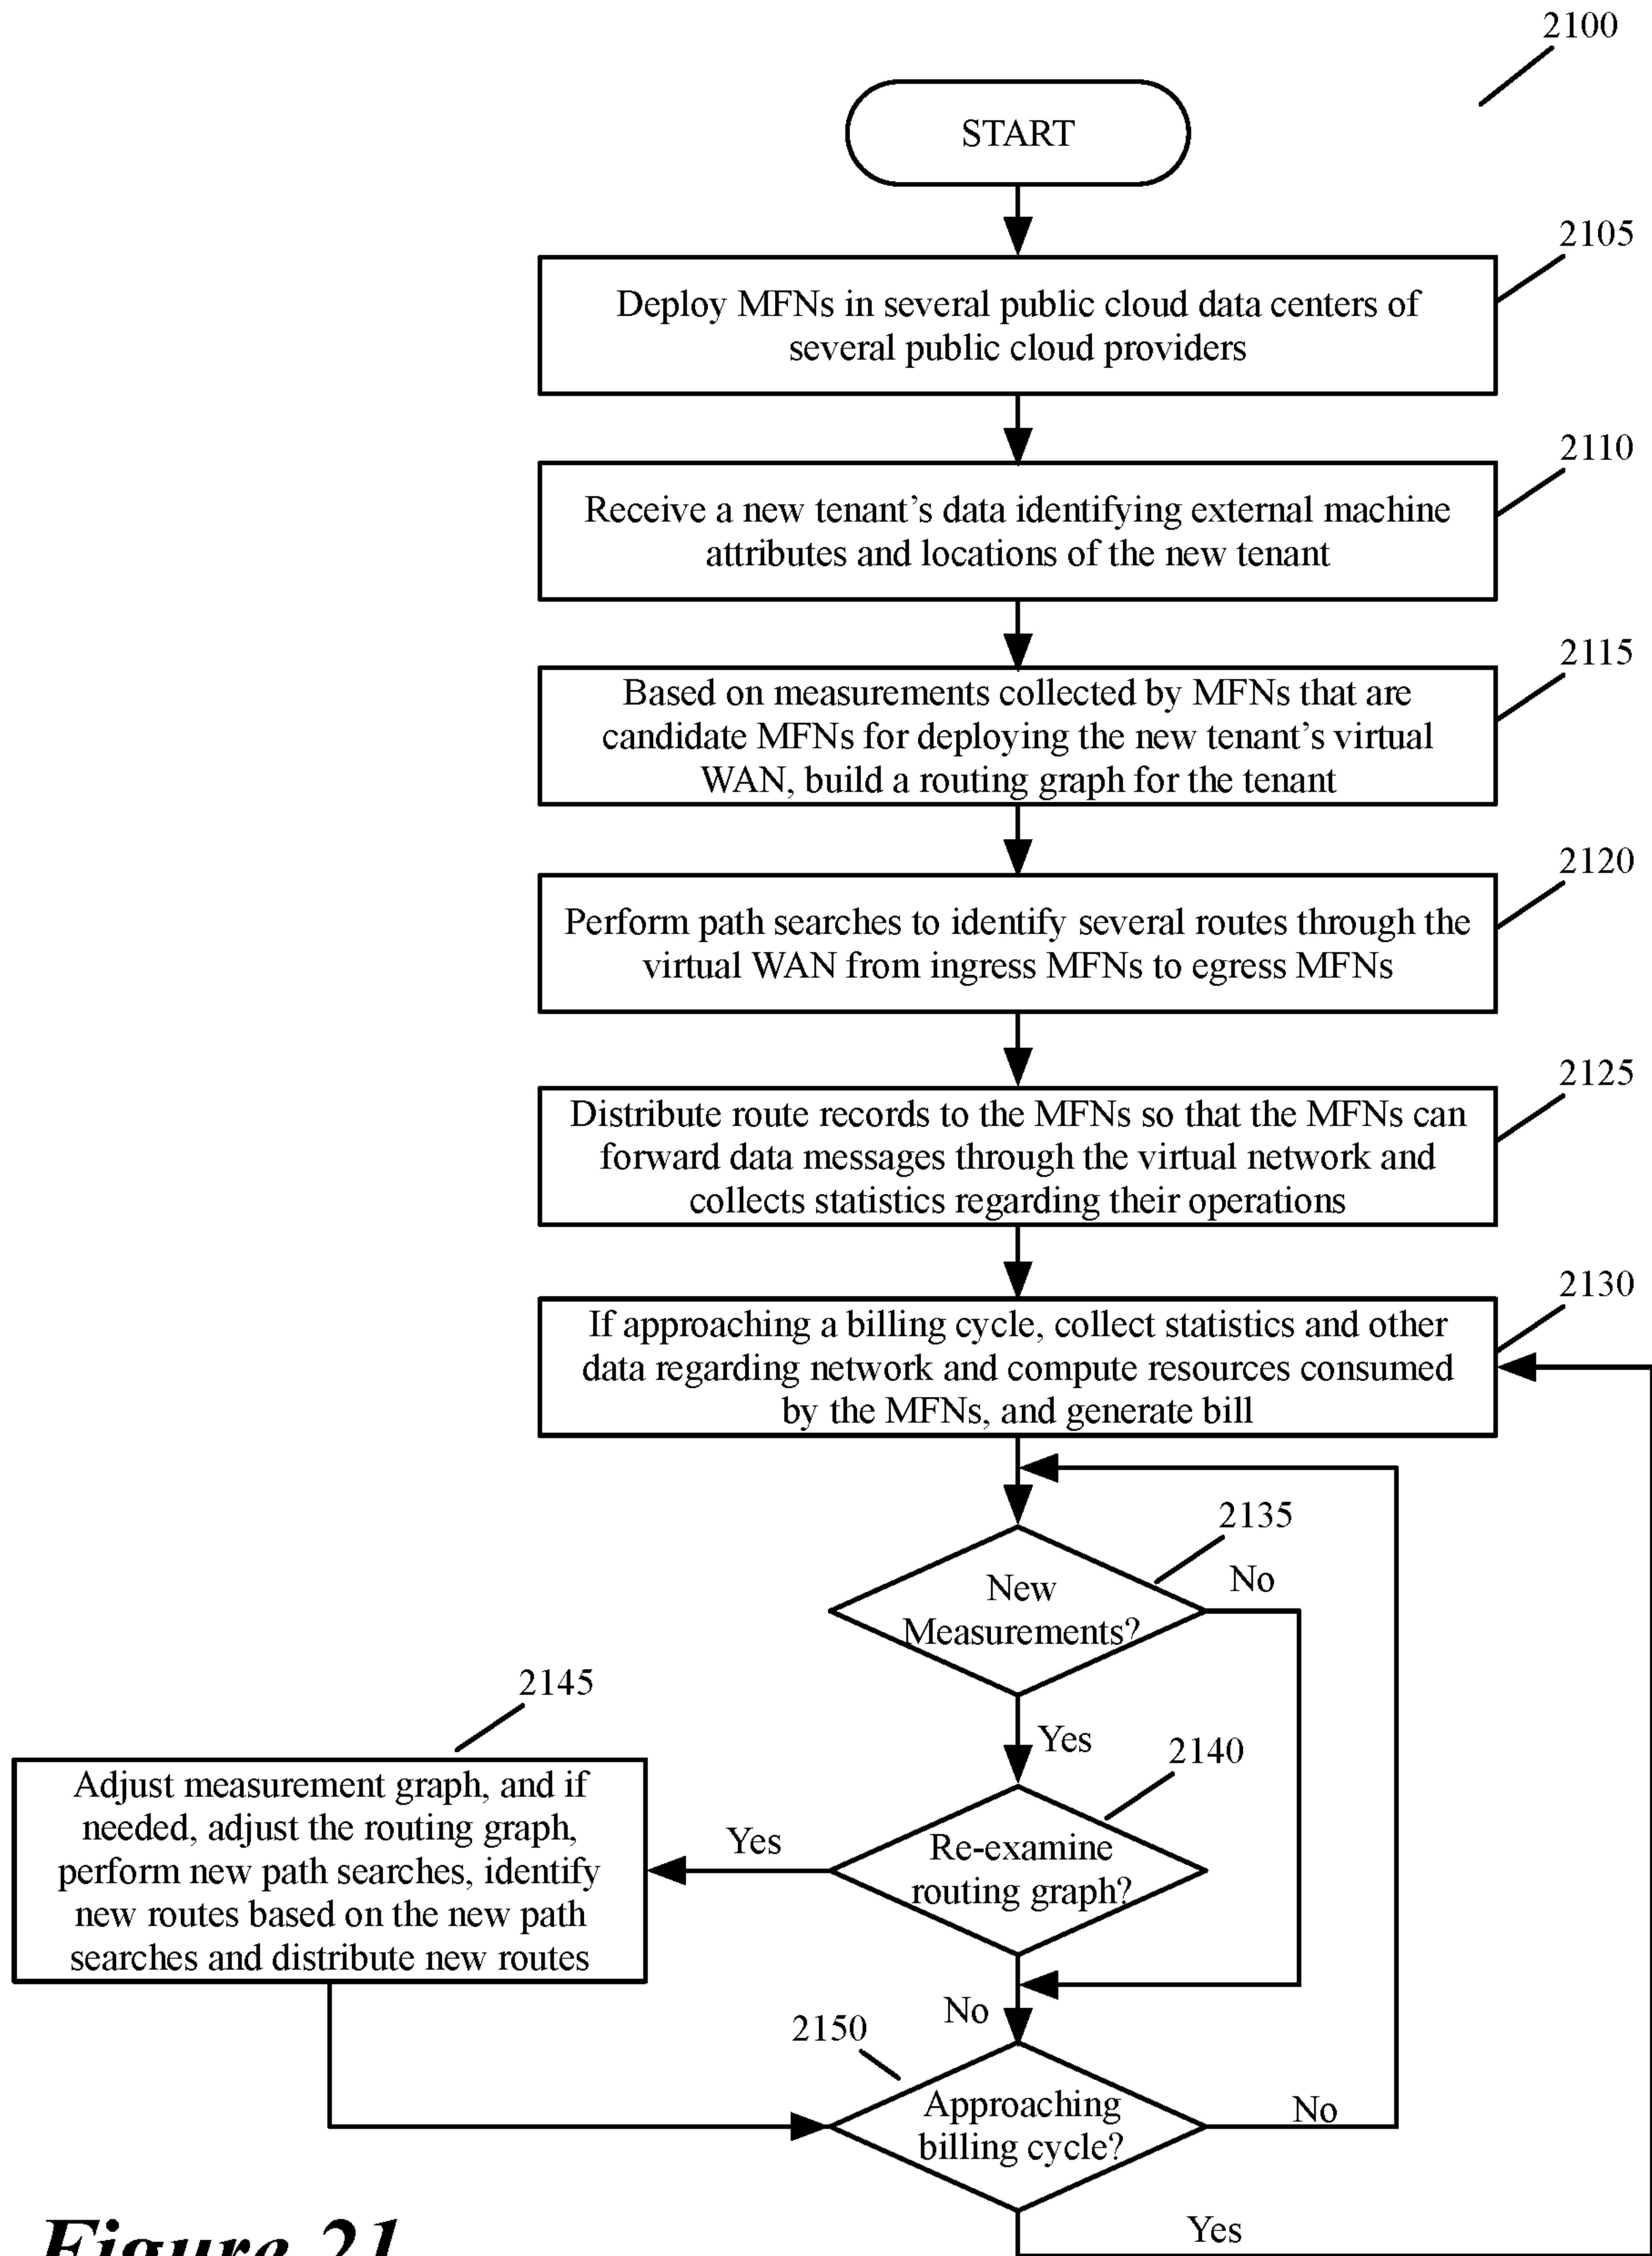 2100
START
2105
Deploy MFNs in several public cloud data centers of
several public cloud providers
2110
Receive a new tenant’s data identifying external machine
attributes and locations of the new tenant
2115
Based on measurements collected by MFNs that are
candidate MFNs for deploying the new tenant’s virtual
WAN, build a routing graph for the tenant
2120
Perform path searches to identify several routes through the
virtual WAN from ingress MFNs to egress MFNs
2125
Distribute route records to the MFNs so that the MFNs can
forward data messages through the virtual network and
collects statistics regarding their operations
2130
If approaching a billing cycle, collect statistics and other
data regarding network and compute resources consumed
by the MFNs, and generate bill
2135
New
Measurements?
No
Yes
2145
Adjust measurement graph, and if
needed, adjust the routing graph,
perform new path searches, identify
new routes based on the new path
searches and distribute new routes
2140
Re-examine
routing graph?
Yes
No
2150
Approaching
billing cycle?
No
Yes
Figure 21